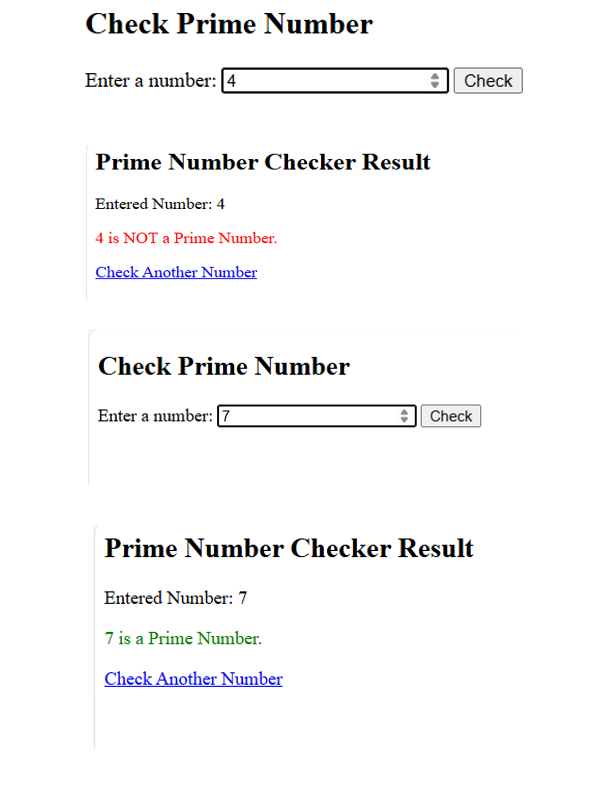 Check Prime Number
Enter a number: 4 Check
Prime Number Checker Result
Entered Number: 4
4 is NOT a Prime Number.
Check Another Number
Check Prime Number
Enter a number: 7 Check
Prime Number Checker Result
Entered Number: 7
7 is a Prime Number.
Check Another Number